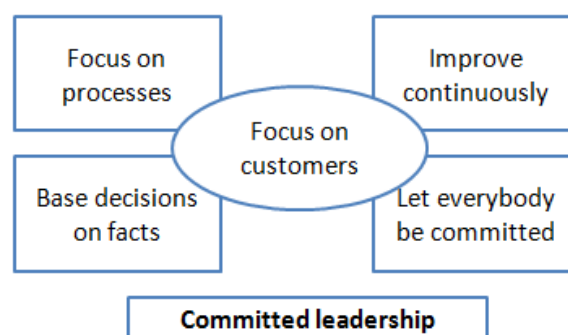 Focus on
processes
Improve
continuously
Focus on
customers
Base decisions
on facts
Let everybody
be committed
Committed leadership